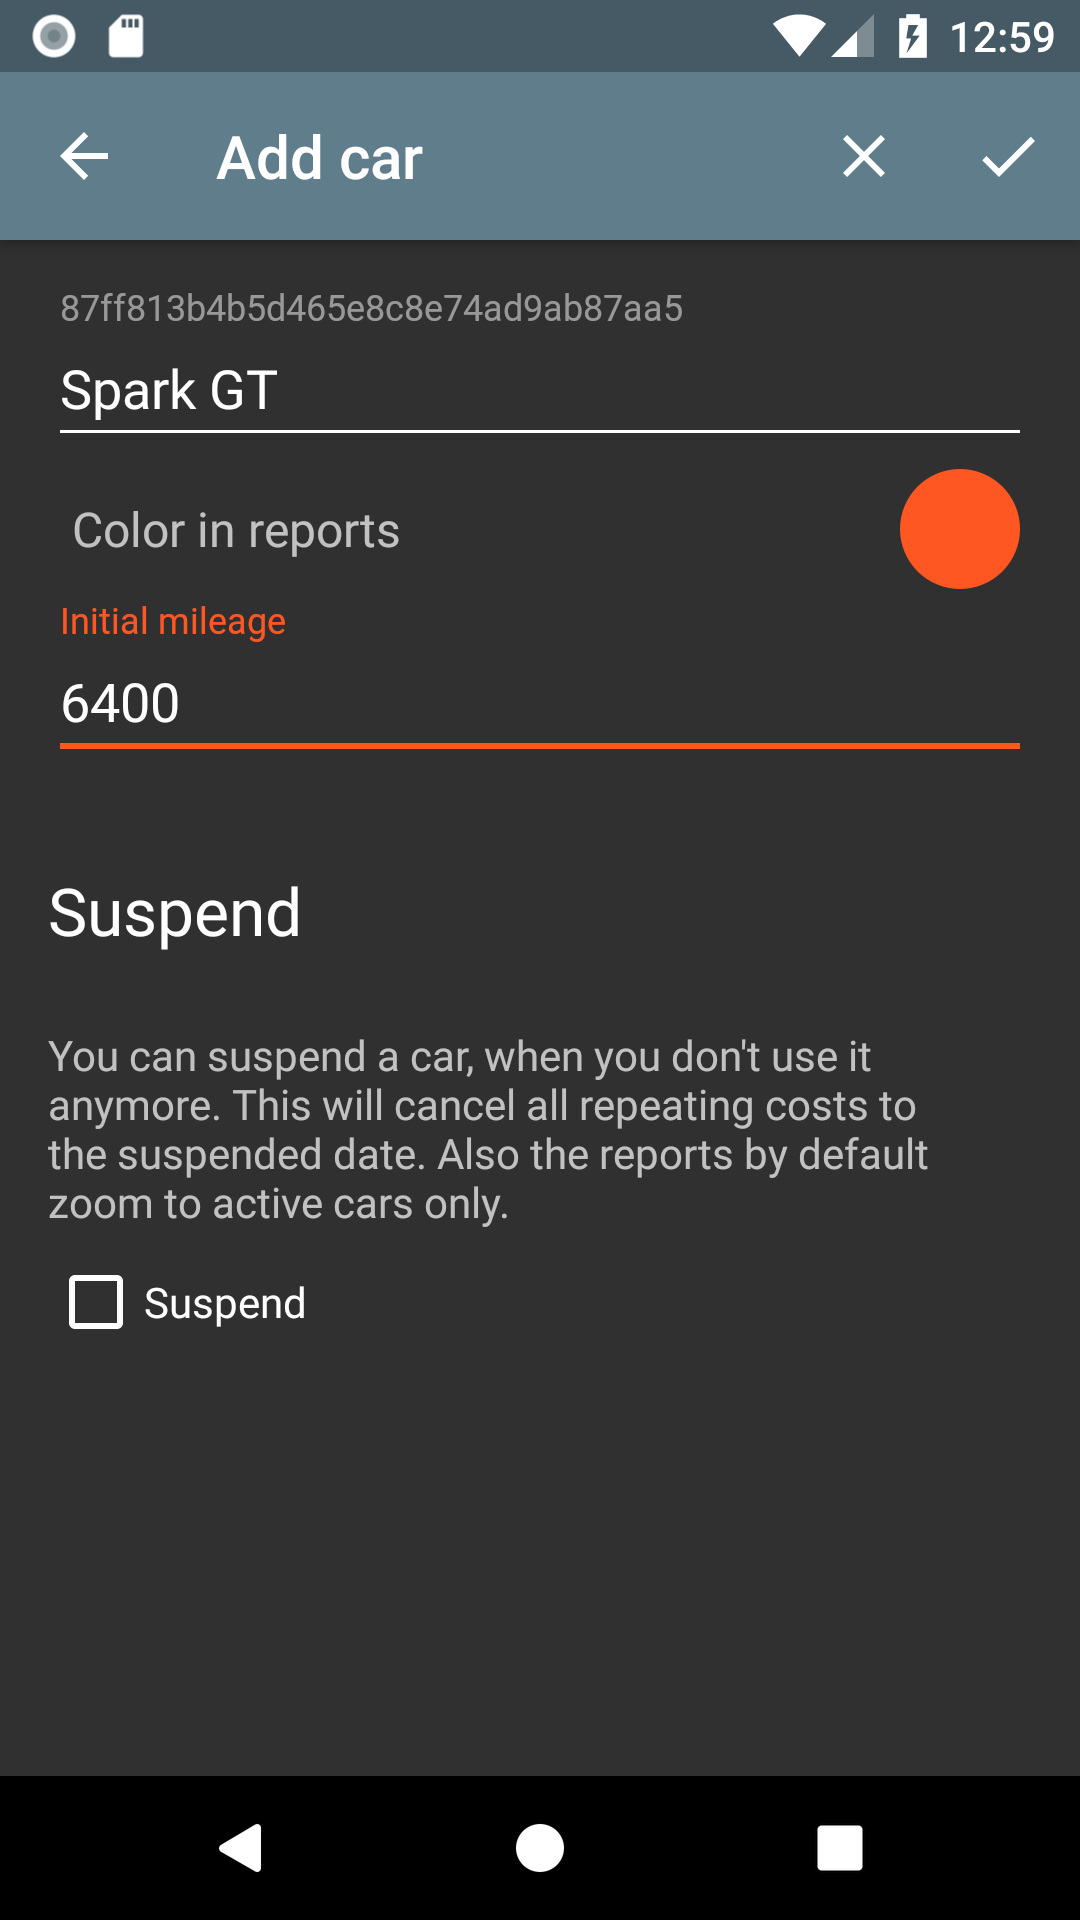 12:59
Add car
87ff813b4b5d465e8c8e74ad9ab87aa5
Spark GT
Color in reports
Initial mileage
6400
Suspend
You can suspend a car, when you don't use it
anymore. This will cancel all repeating costs to
the suspended date. Also the reports by default
zoom to active cars only.
Suspend